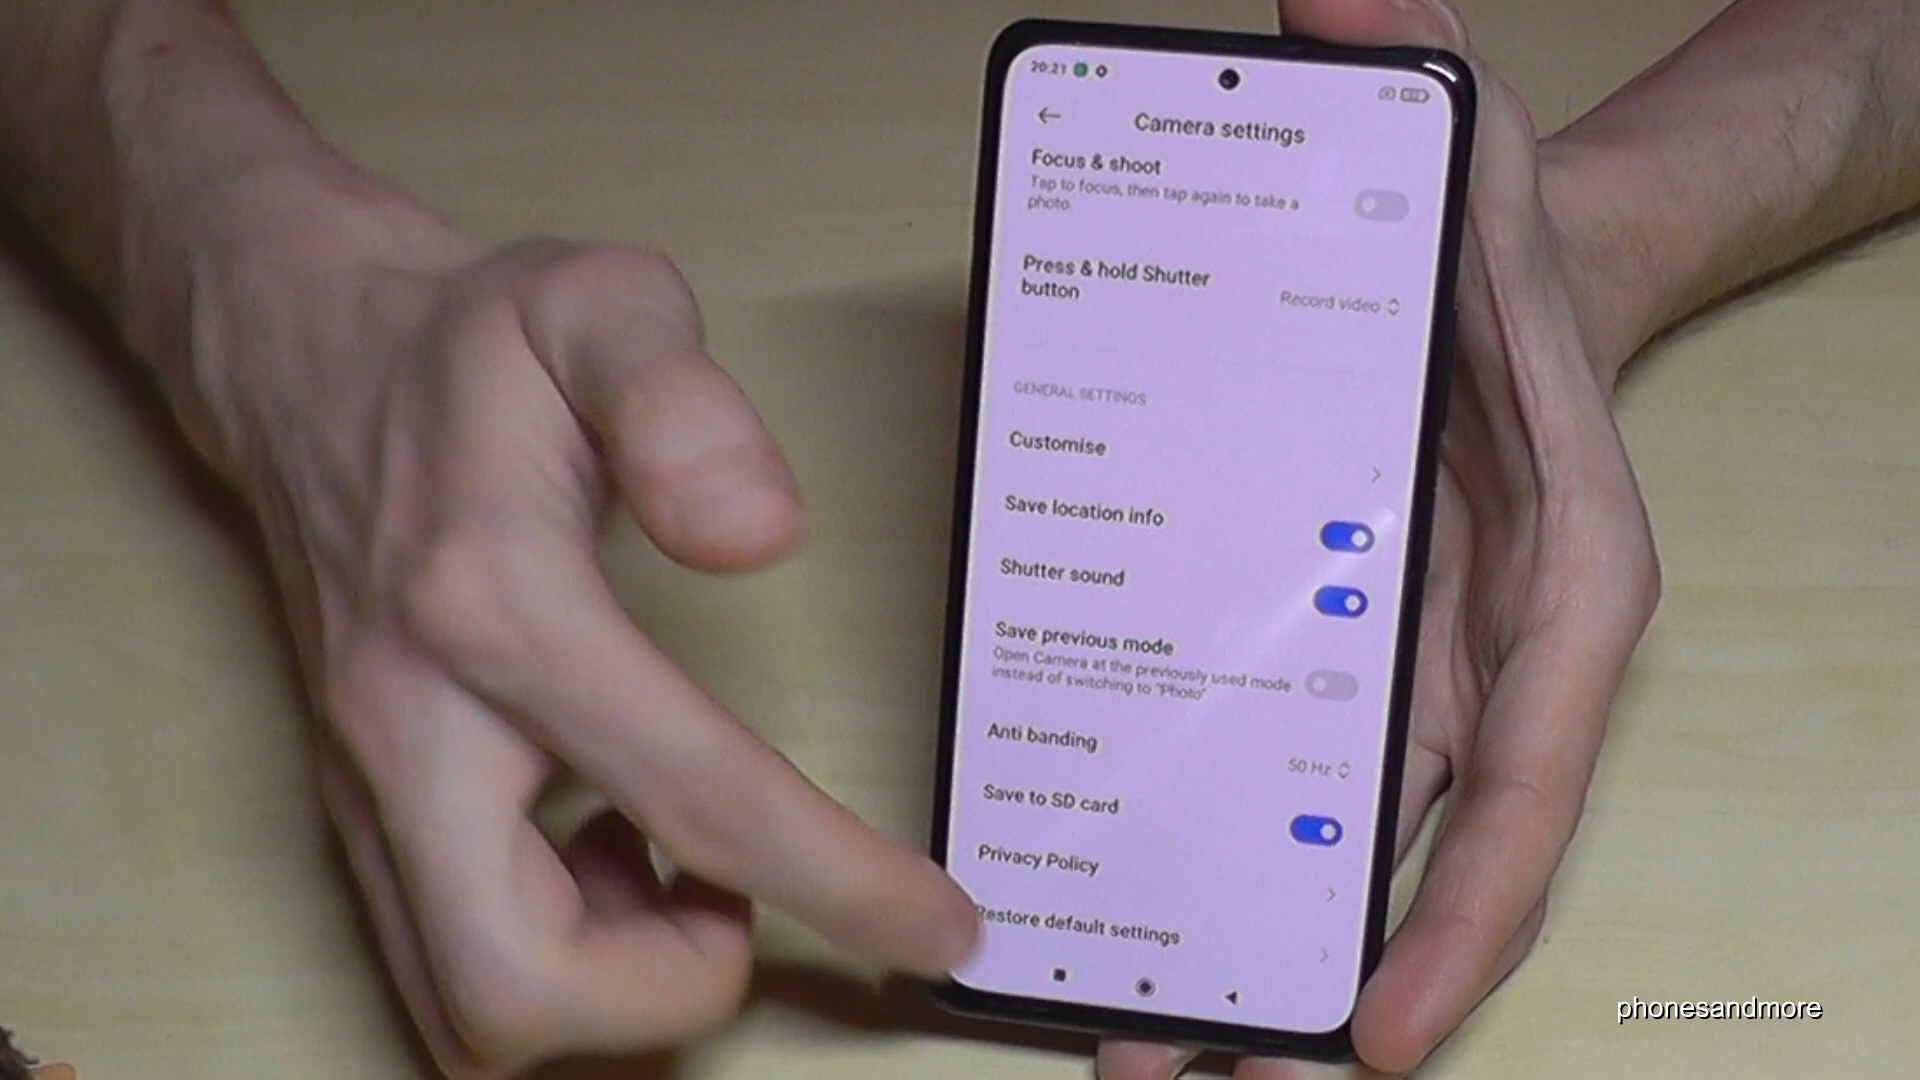 20:21
Camera settings
Focus & shoot
Tap to focus, then tap again to take a
photo.
Press & hold Shutter
button
Record video
GENERAL SETTINGS
Customise
Save location info
Shutter sound
Save previous mode
Open Camera at the previously used mode
instead of switching to "Photo"
Anti banding
50 Hz
Save to SD card
Privacy Policy
Restore default settings
phonesandmore